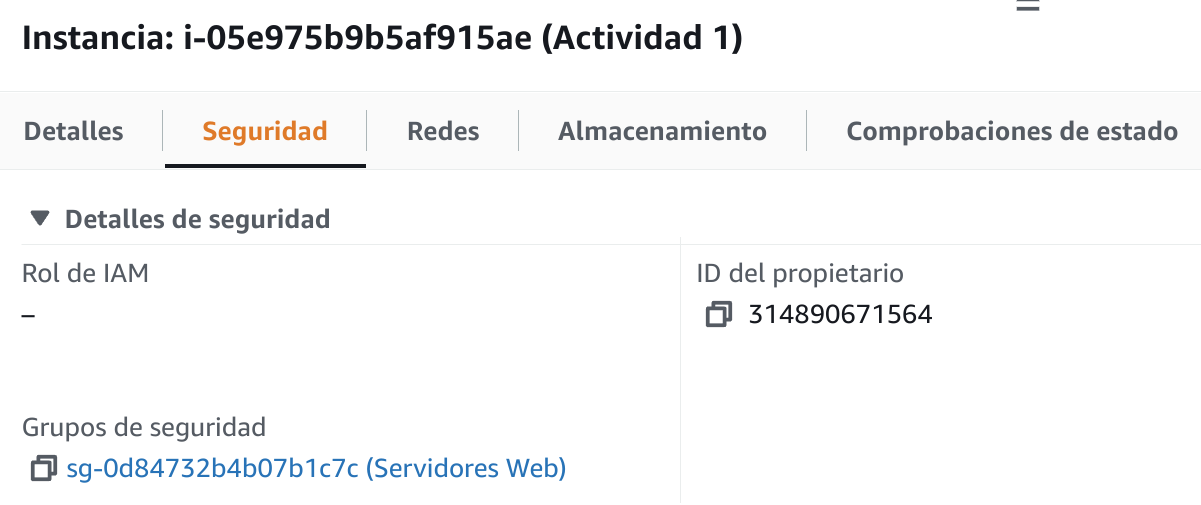 Instancia: i-05e975b9b5af915ae (Actividad 1)
Detalles
Seguridad
Redes
Almacenamiento
Comprobaciones de estado
Detalles de seguridad
Rol de IAM
–
ID del propietario
314890671564
Grupos de seguridad
sg-0d84732b4b07b1c7c (Servidores Web)